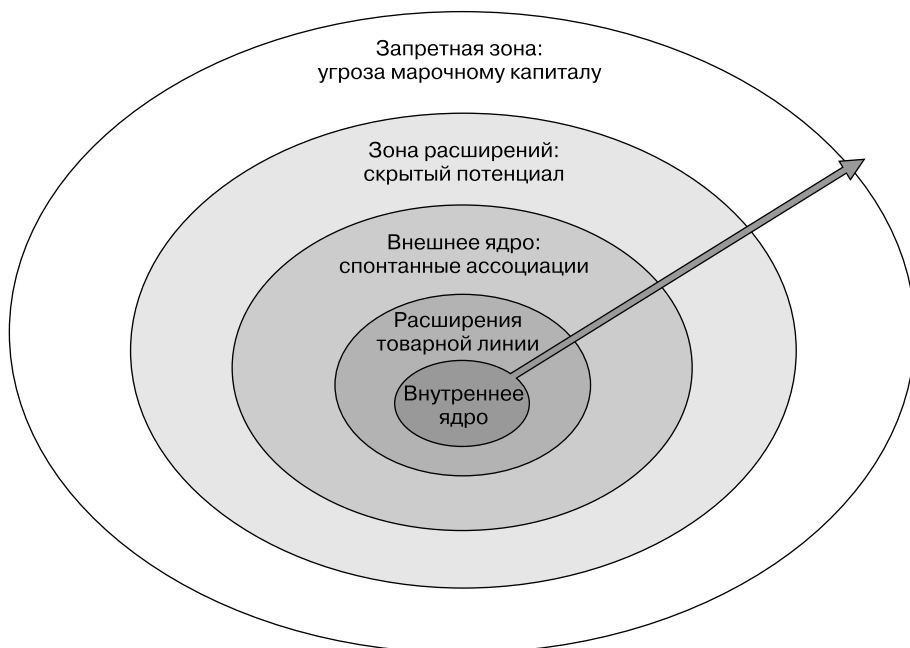 Запретная зона:
угроза марочному капиталу
Зона расширений:
скрытый потенциал
Внешнее ядро:
спонтанные ассоциации
Расширения
товарной линии
Внутреннее
ядро